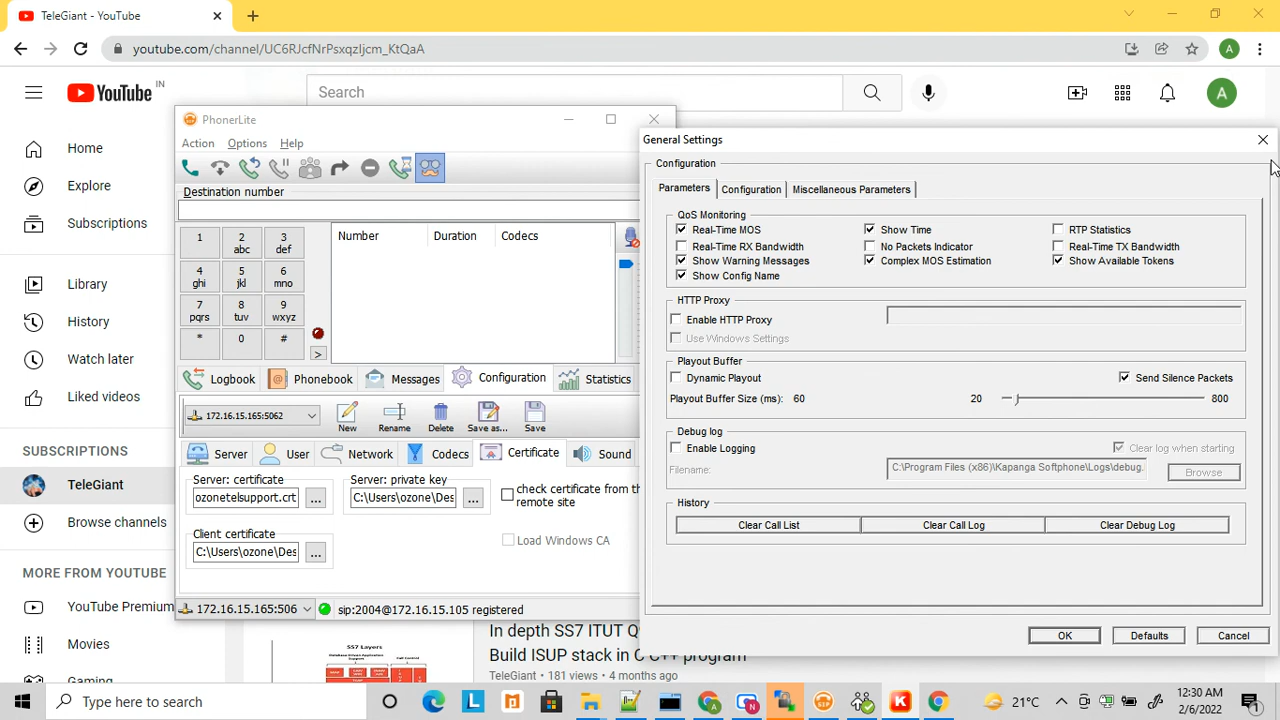 TeleGiant - YouTube
youtube.com/channel/UC6RJcfNrPsxqzIjcm_KtQaA
A
YouTube IN
Search
A
Home
Explore
Subscriptions
Library
History
Watch later
Liked videos
SUBSCRIPTIONS
TeleGiant
Browse channels
MORE FROM YOUTUBE
YouTube Premium
Movies
Gaming
PhonerLite
Action Options Help
Destination number
Number Duration Codecs
1 2 abc 3 def
4 ghi 5 jkl 6 mno
7 pqrs 8 tuv 9 wxyz
* 0 # >
Logbook Phonebook Messages Configuration Statistics
172.16.15.165:5062
New Rename Delete Save as... Save
Server User Network Codecs Certificate Sound
Server: certificate Server: private key
ozonetelsupport.crt ... C:\Users\ozone\Des ... check certificate from th
remote site
Client certificate
C:\Users\ozone\Des ... Load Windows CA
172.16.15.165:506 sip:2004@172.16.15.105 registered
General Settings
Configuration
Parameters Configuration Miscellaneous Parameters
QoS Monitoring
Real-Time MOS Show Time RTP Statistics
Real-Time RX Bandwidth No Packets Indicator Real-Time TX Bandwidth
Show Warning Messages Complex MOS Estimation Show Available Tokens
Show Config Name
HTTP Proxy
Enable HTTP Proxy
Use Windows Settings
Playout Buffer
Dynamic Playout Send Silence Packets
Playout Buffer Size (ms): 60 20 800
Debug log
Enable Logging Clear log when starting
Filename: C:\Program Files (x86)\Kapanga Softphone\Logs\debug. Browse
History
Clear Call List Clear Call Log Clear Debug Log
OK Defaults Cancel
SS7 Layers
In depth SS7 ITUT Q
Build ISUP stack in C C++ program
TeleGiant • 181 views • 4 months ago
Type here to search
21°C
12:30 AM
2/6/2022